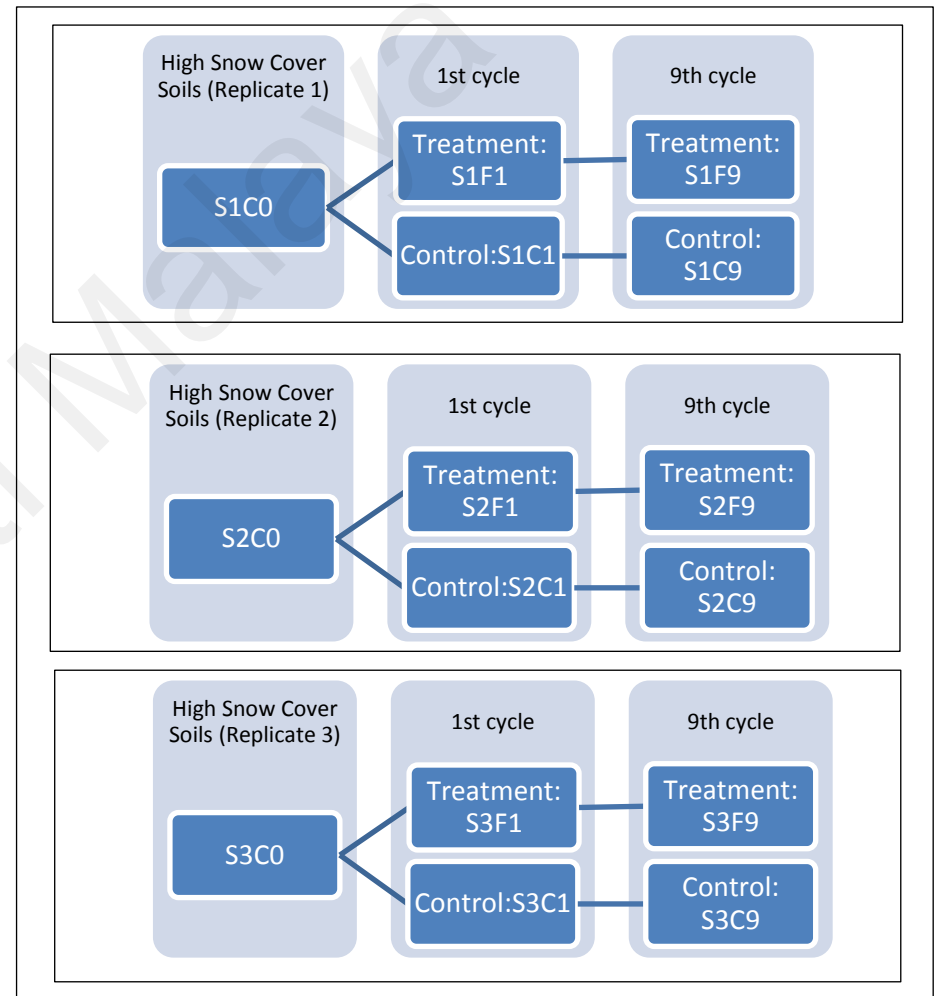 High Snow Cover
Soils (Replicate 1)
1st cycle
9th cycle
S1C0
Treatment:
S1F1
Treatment:
S1F9
Control:S1C1
Control:
S1C9
High Snow Cover
Soils (Replicate 2)
1st cycle
9th cycle
S2C0
Treatment:
S2F1
Treatment:
S2F9
Control:S2C1
Control:
S2C9
High Snow Cover
Soils (Replicate 3)
1st cycle
9th cycle
S3C0
Treatment:
S3F1
Treatment:
S3F9
Control:S3C1
Control:
S3C9
Malaya